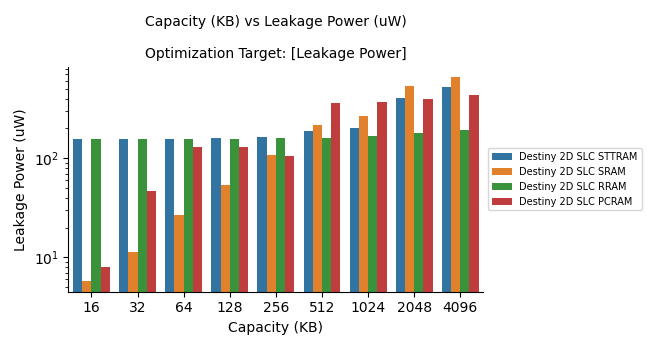 Capacity (KB) vs Leakage Power (uW)
Optimization Target: [Leakage Power]
Leakage Power (uW)
10²
10¹
16 32 64 128 256 512 1024 2048 4096
Capacity (KB)
Destiny 2D SLC STTRAM
Destiny 2D SLC SRAM
Destiny 2D SLC RRAM
Destiny 2D SLC PCRAM